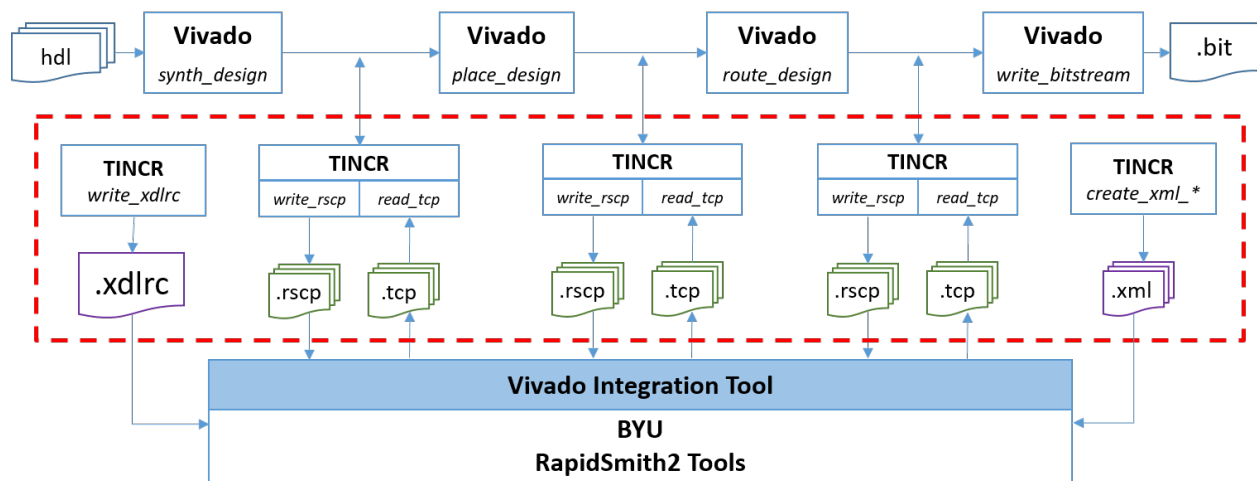 hdl
Vivado
synth_design
Vivado
place_design
Vivado
route_design
Vivado
write_bitstream
.bit
TINCR
write_xdlrc
TINCR
write_rscp
read_tcp
TINCR
write_rscp
read_tcp
TINCR
write_rscp
read_tcp
TINCR
create_xml_*
.xdlrc
.rscp
.tcp
.rscp
.tcp
.rscp
.tcp
.xml
Vivado Integration Tool
BYU
RapidSmith2 Tools